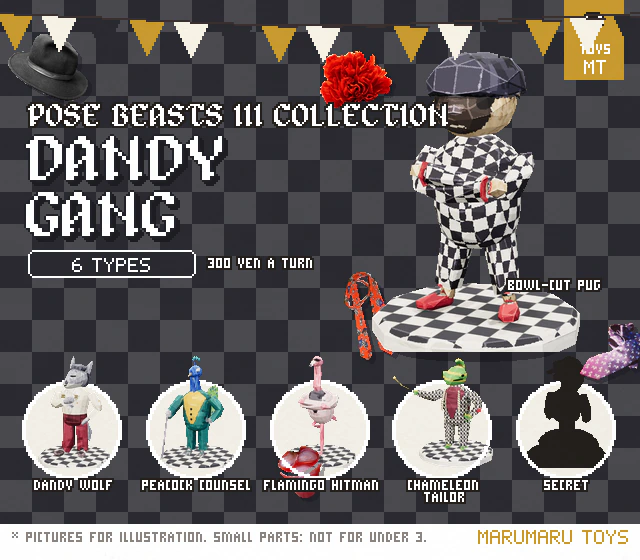 TOYS
MT
POSE BEASTS III COLLECTION
DANDY
GANG
6 TYPES
300 YEN A TURN
BOWL-CUT PUG
DANDY WOLF
PEACOCK COUNSEL
FLAMINGO HITMAN
CHAMELEON
TAILOR
SECRET
* PICTURES FOR ILLUSTRATION. SMALL PARTS: NOT FOR UNDER 3.
MARUMARU TOYS